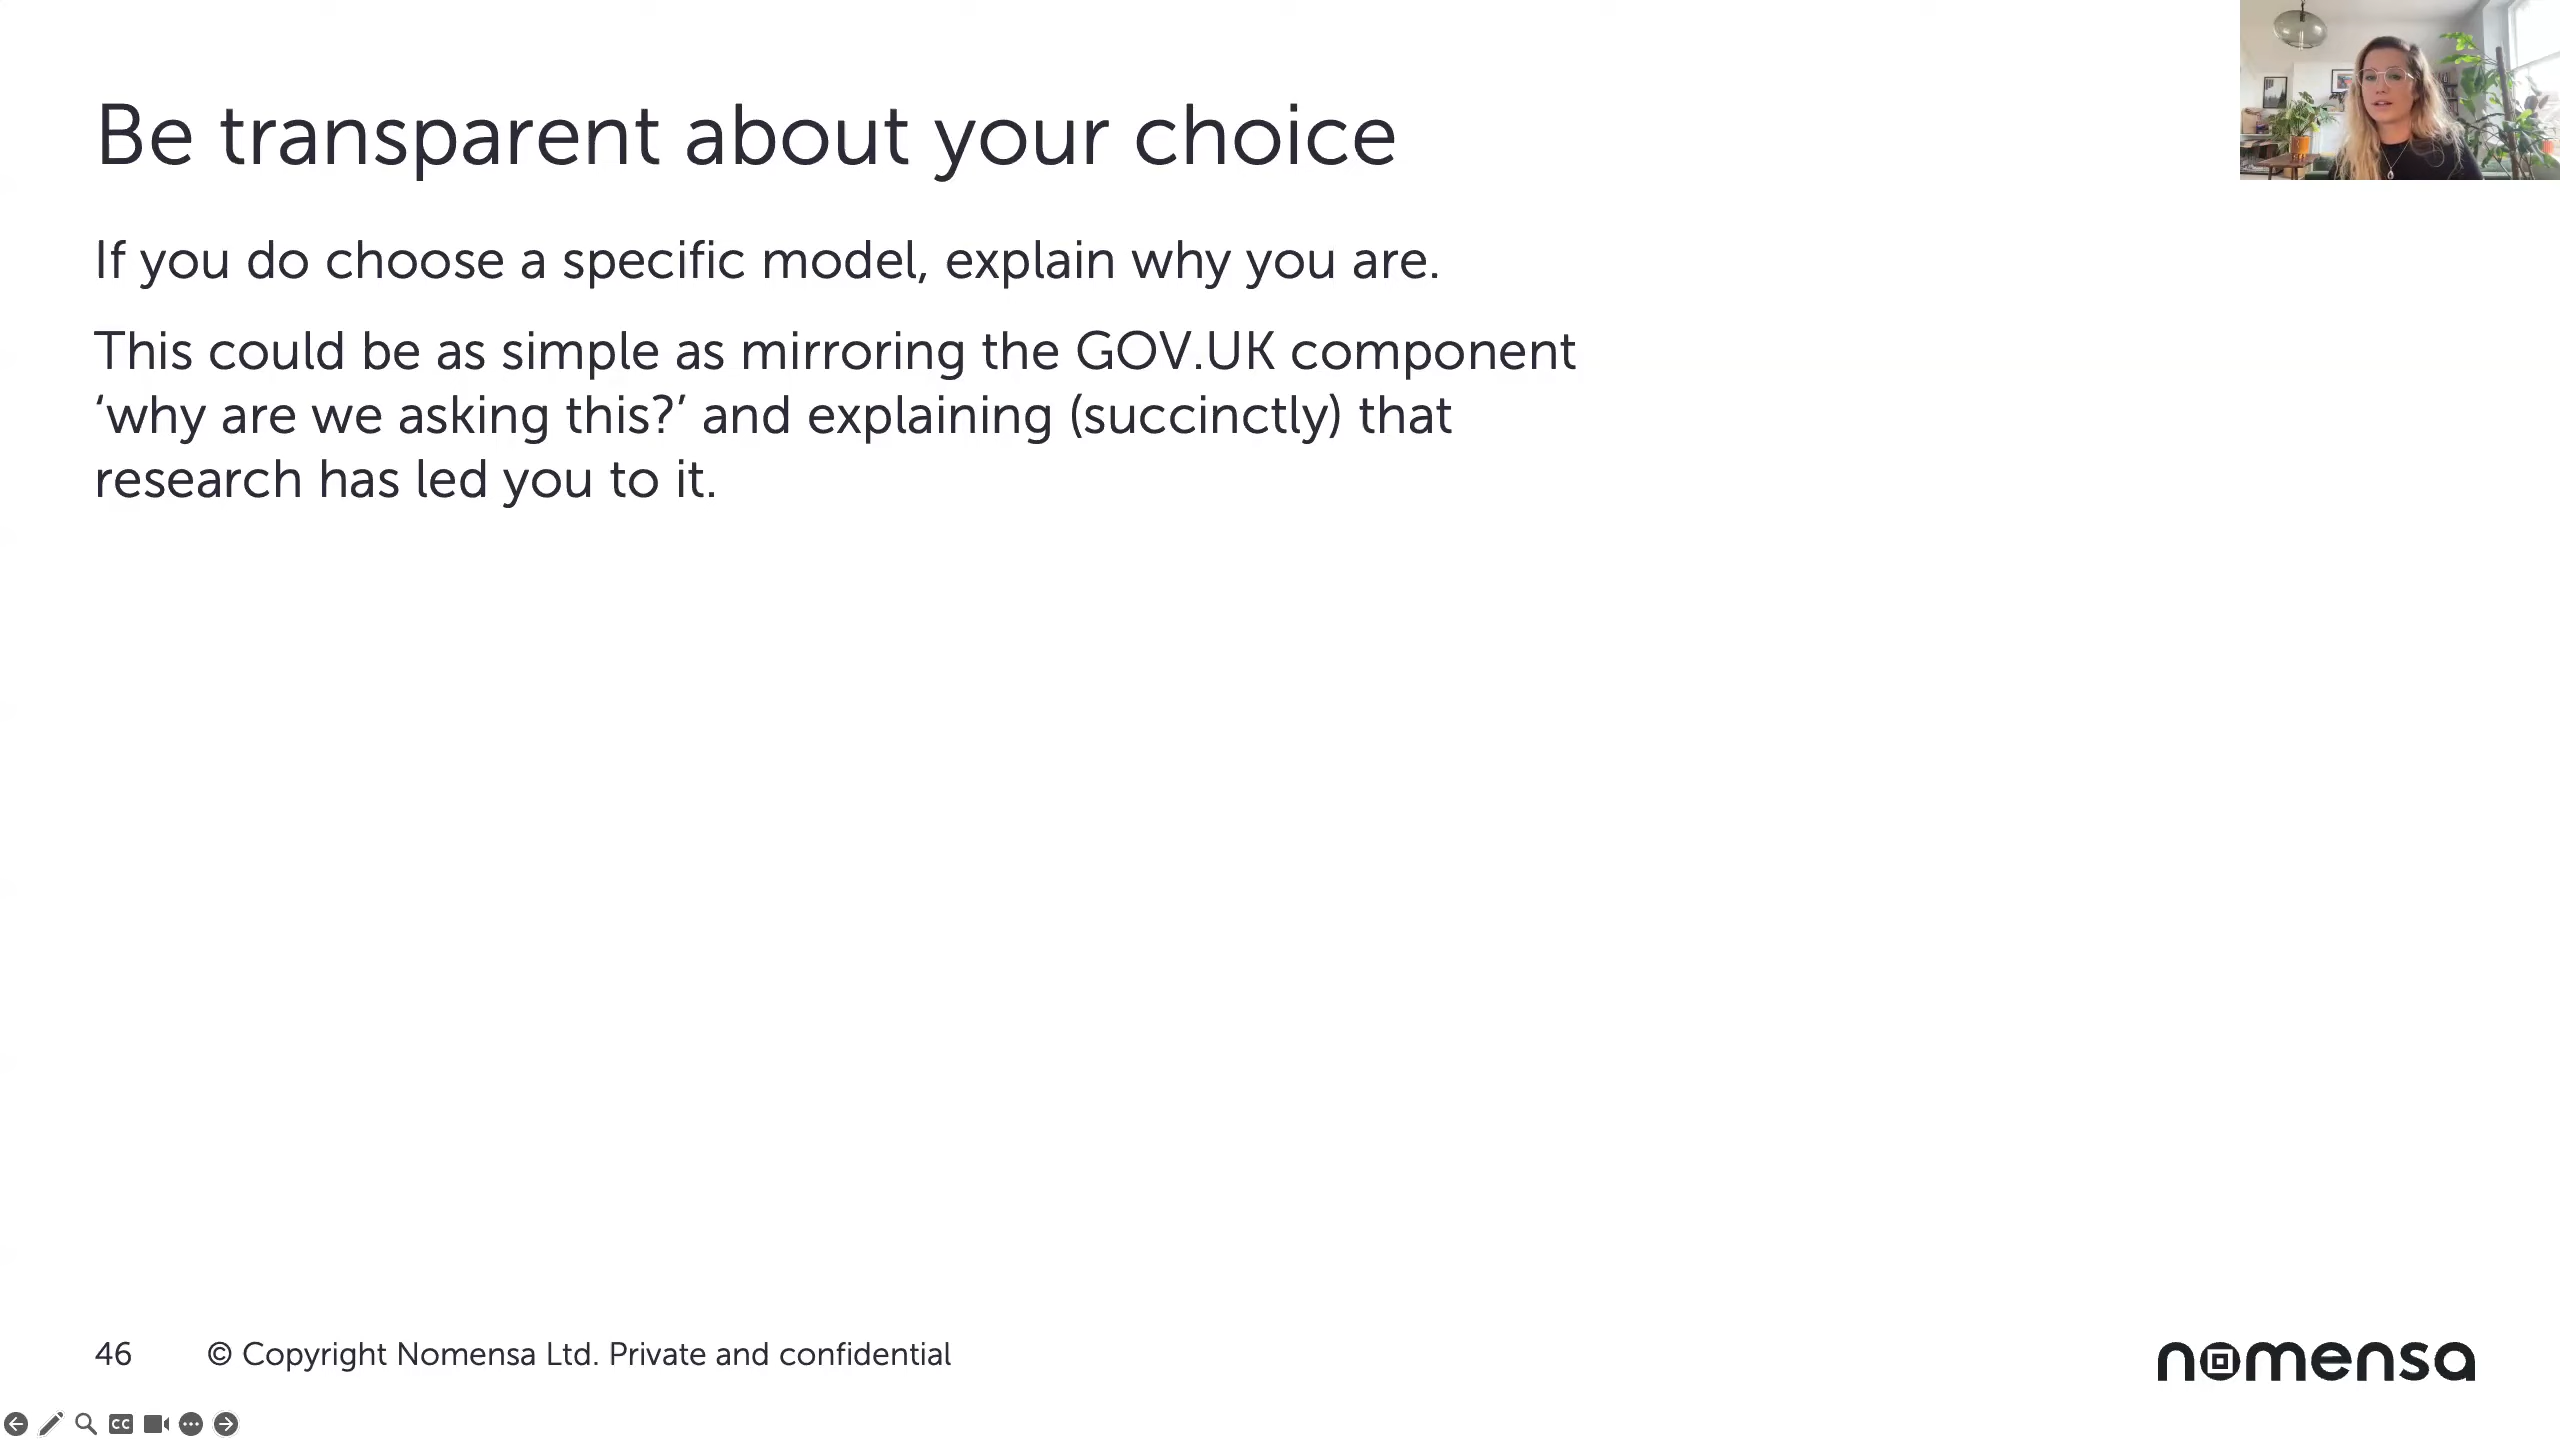 Be transparent about your choice
If you do choose a specific model, explain why you are.
This could be as simple as mirroring the GOV.UK component
‘why are we asking this?’ and explaining (succinctly) that
research has led you to it.
46 © Copyright Nomensa Ltd. Private and confidential
nomensa
CC